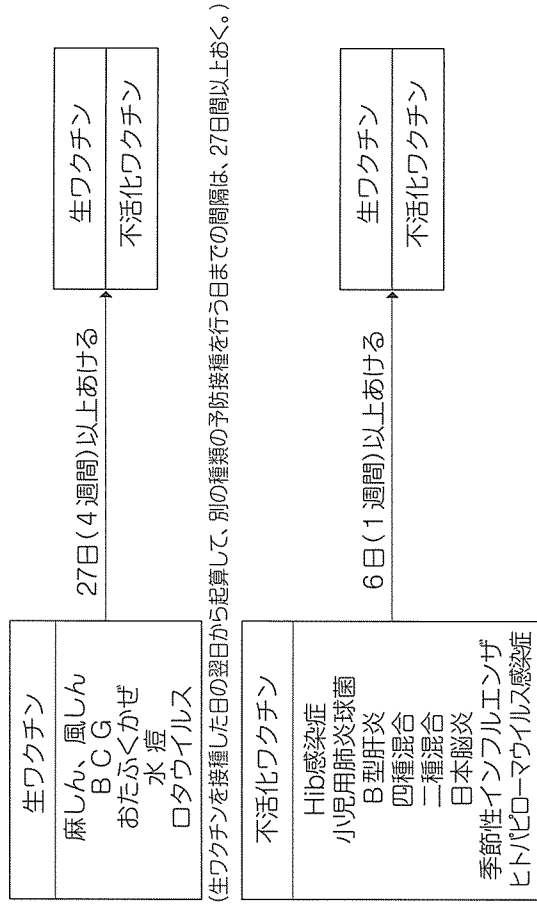 生ワクチン
麻しん、風しん
BCG
おたふくかぜ
水痘
ロタウイルス
27日(4週間)以上あける
生ワクチン
不活化ワクチン
(生ワクチンを接種した日の翌日から起算して、別の種類の予防接種を行う日までの間隔は、27日間以上おく。)
不活化ワクチン
Hib感染症
小児用肺炎球菌
B型肝炎
四種混合
二種混合
日本脳炎
季節性インフルエンザ
ヒトパピローマウイルス感染症
6日(1週間)以上あける
生ワクチン
不活化ワクチン